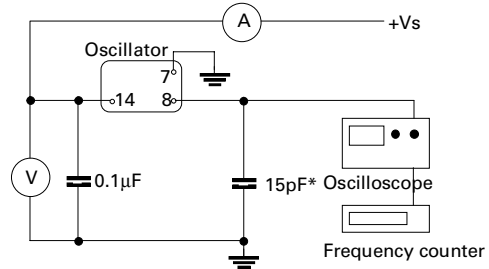 A
+Vs
Oscillator
7
14 8
V
0.1µF
15pF* Oscilloscope
Frequency counter